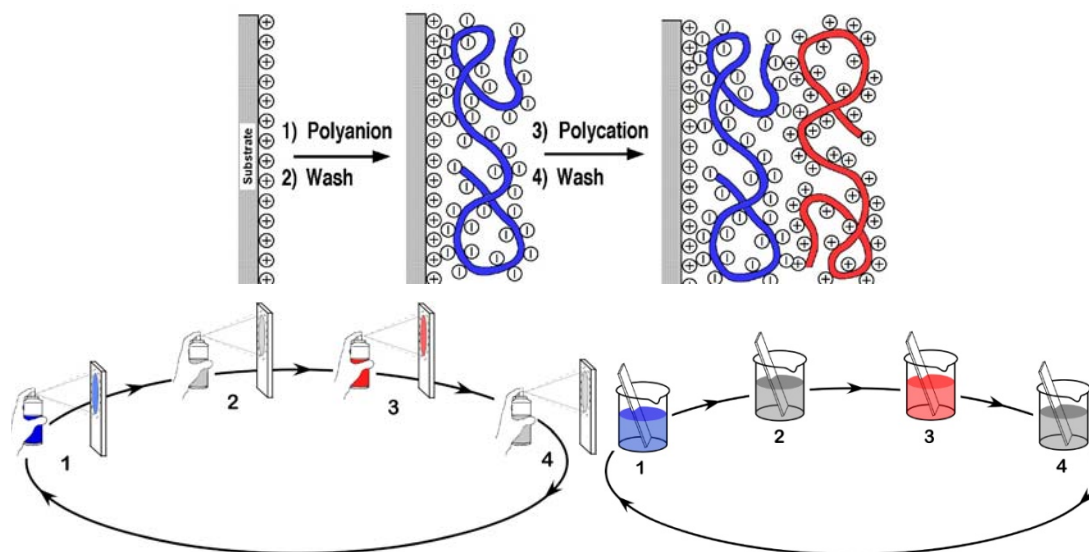 Substrate
1) Polyanion
2) Wash
3) Polycation
4) Wash
1
2
3
4
1
2
3
4